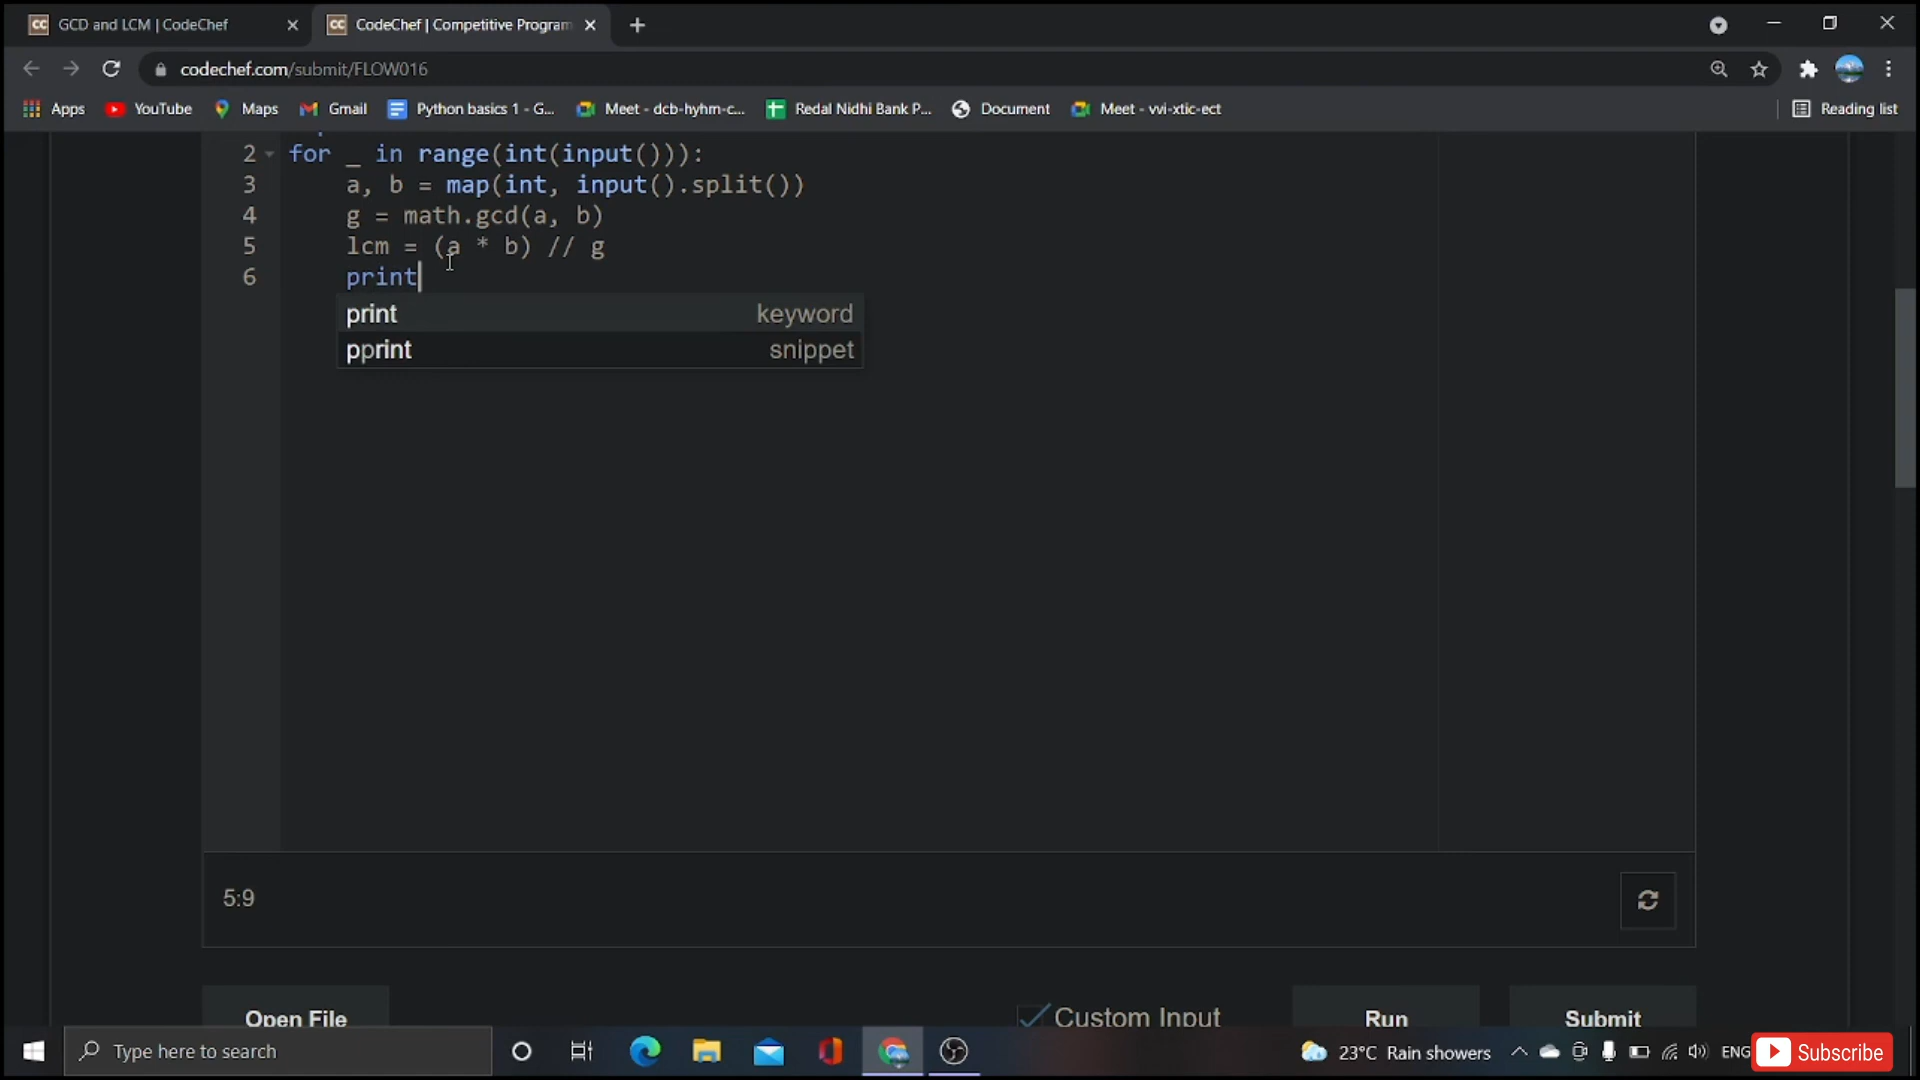 GCD and LCM | CodeChef
CodeChef | Competitive Program
codechef.com/submit/FLOW016
Apps YouTube Maps Gmail Python basics 1 - G... Meet - dcb-hyhm-c... Redal Nidhi Bank P... Document Meet - vvi-xtic-ect Reading list
2 for _ in range(int(input())):
3 a, b = map(int, input().split())
4 g = math.gcd(a, b)
5 lcm = (a * b) // g
6 print
print keyword
pprint snippet
5:9
Open File Custom Input Run Submit
Type here to search 23°C Rain showers ENG Subscribe